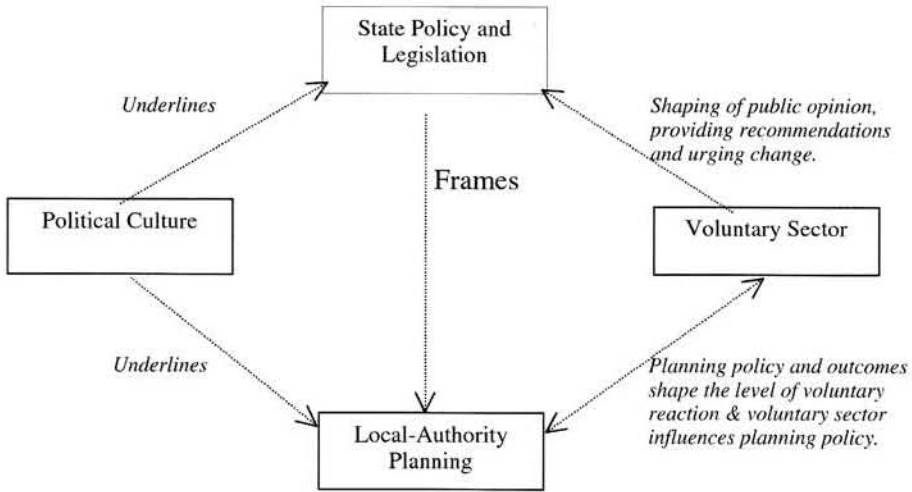 State Policy and
Legislation
Underlines
Shaping of public opinion,
providing recommendations
and urging change.
Frames
Political Culture
Voluntary Sector
Underlines
Planning policy and outcomes
shape the level of voluntary
reaction & voluntary sector
influences planning policy.
Local-Authority
Planning